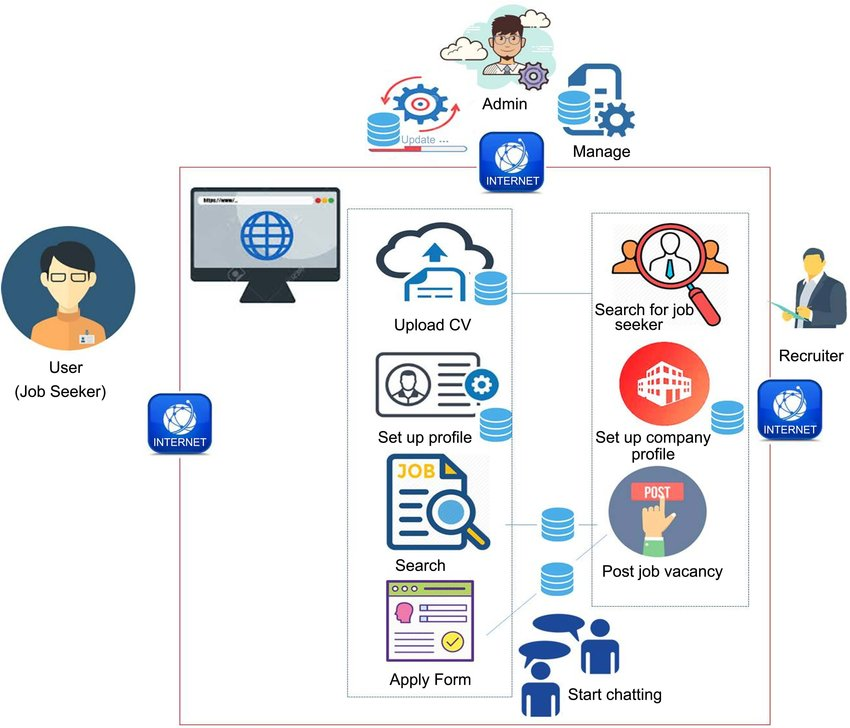 Admin
Update ...
Manage
INTERNET
https://www/...
User
(Job Seeker)
Upload CV
Search for job
seeker
Recruiter
INTERNET
INTERNET
Set up profile
Set up company
profile
JOB
POST
Search
Post job vacancy
Apply Form
Start chatting